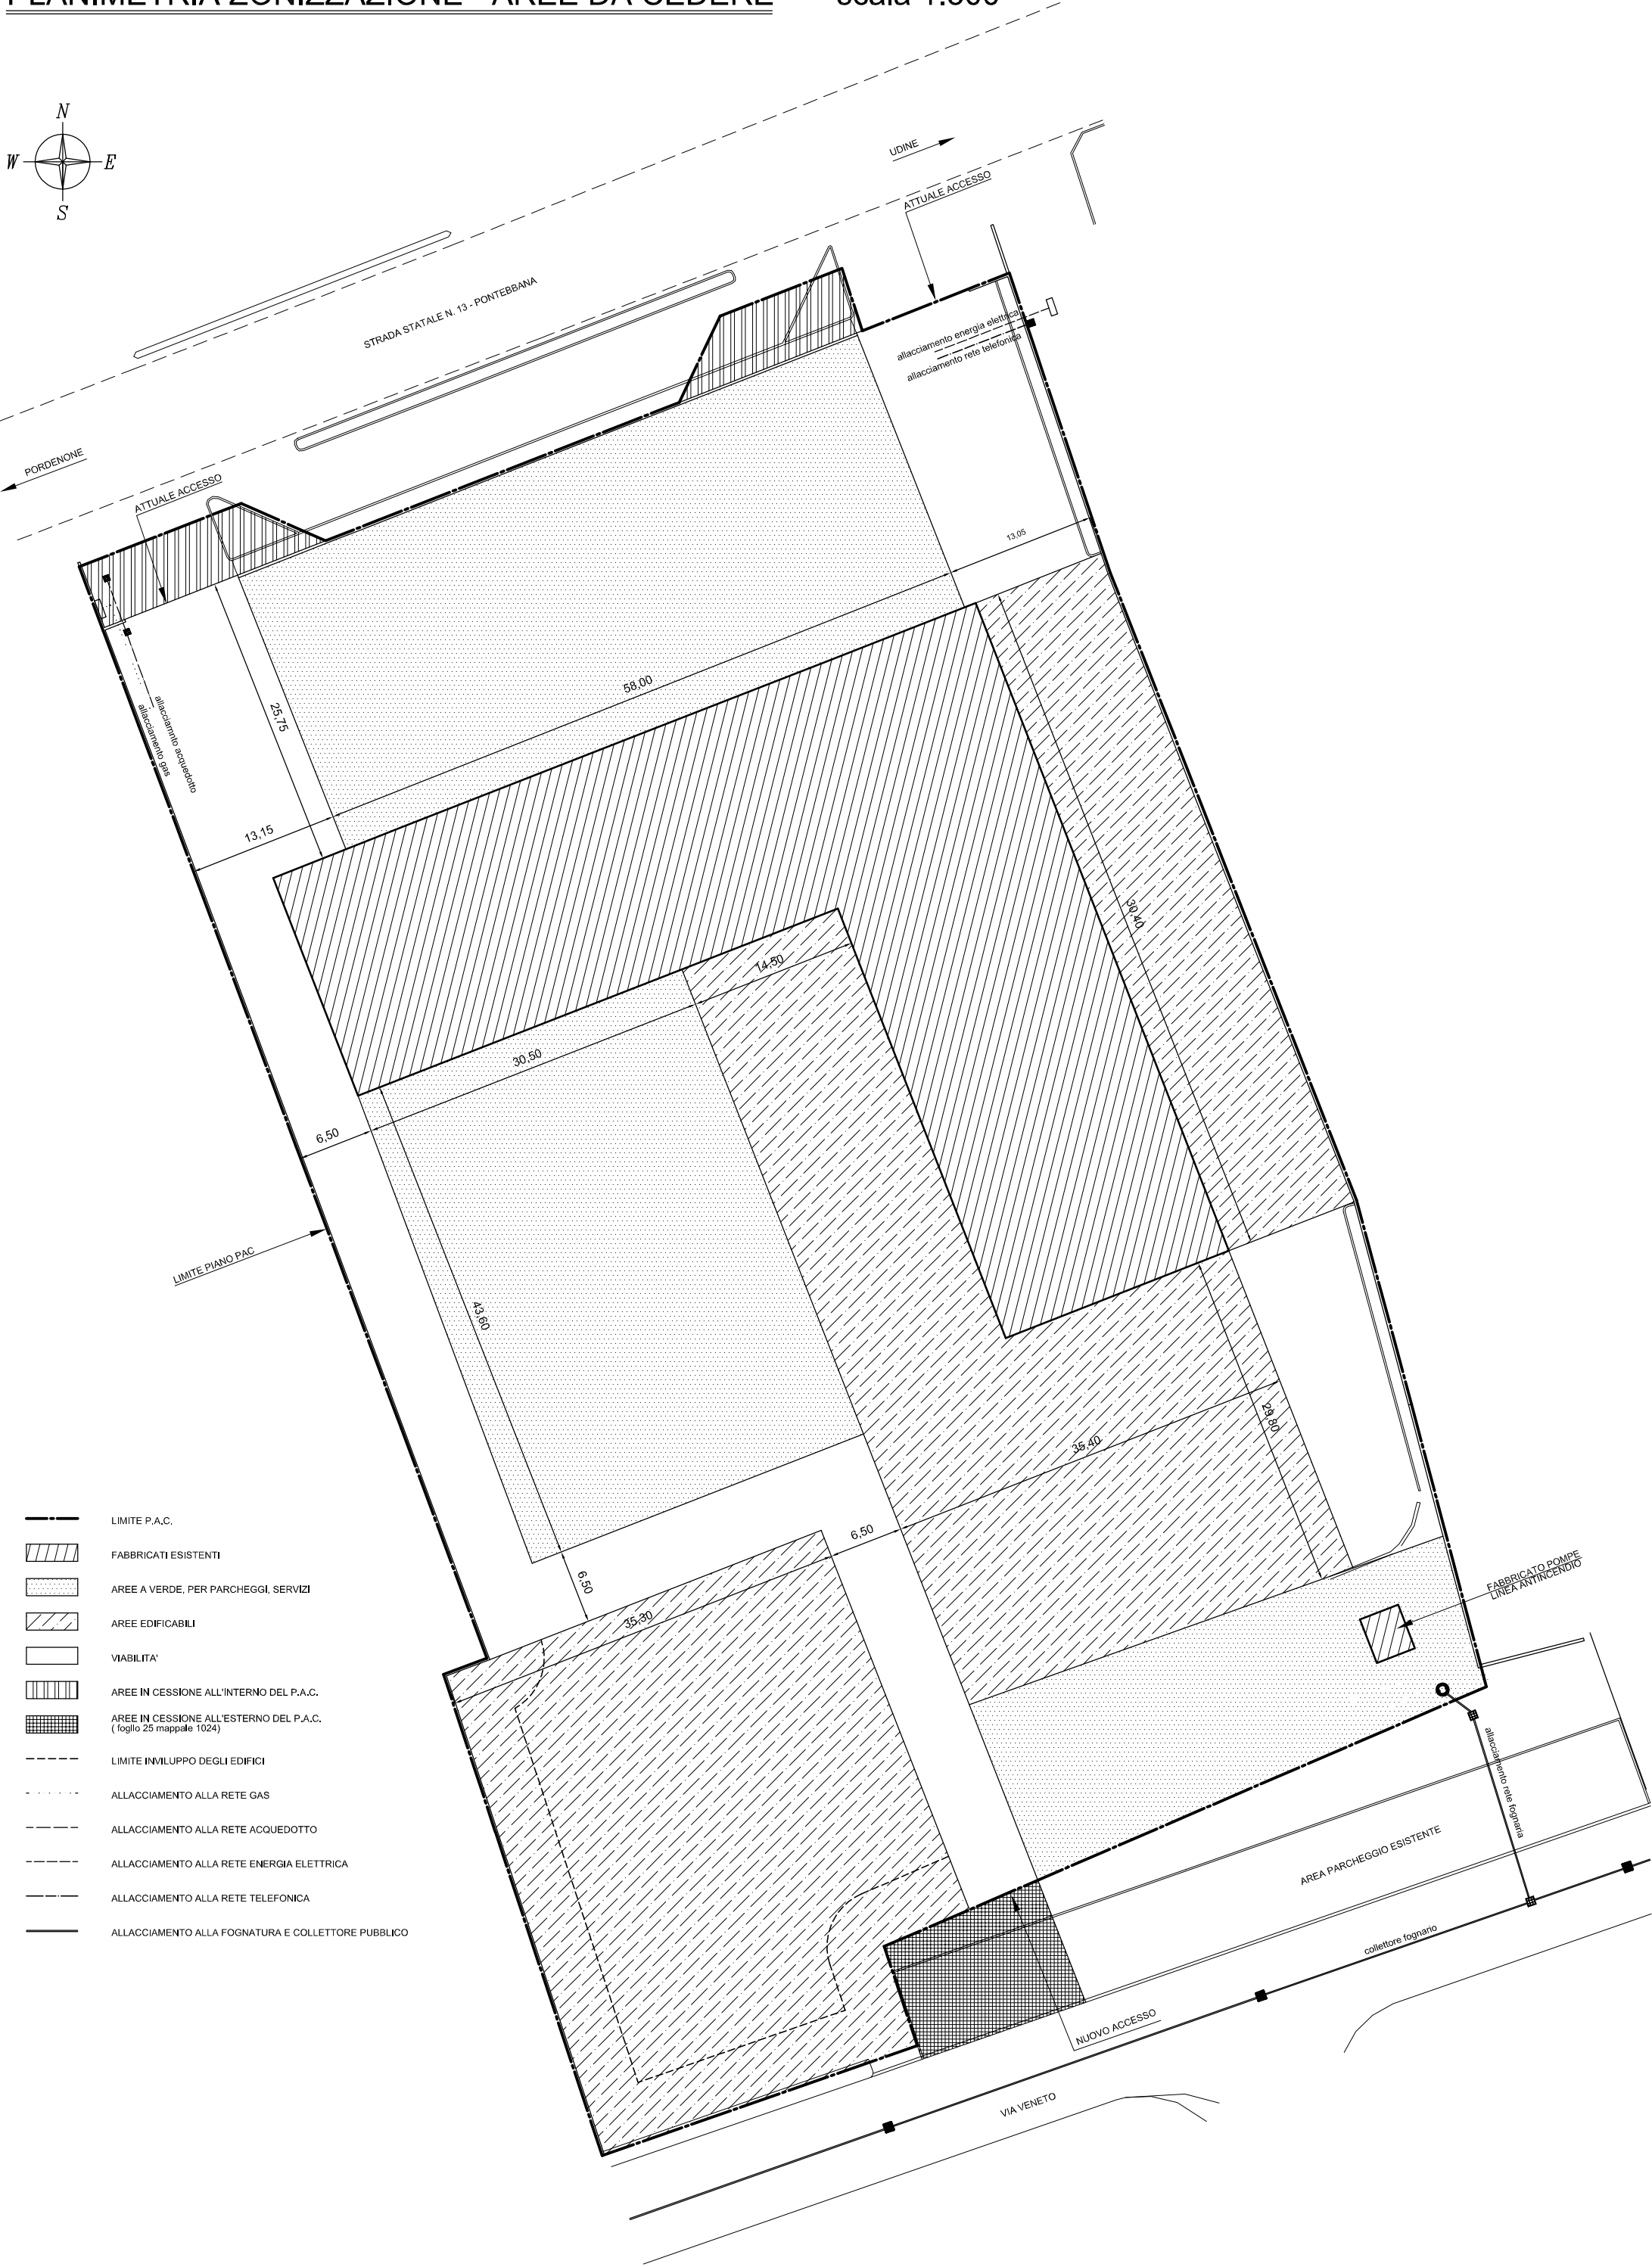 PLANIMETRIA ZONIZZAZIONE - AREE DA CEDERE scala 1:500
N
W E
S
UDINE
ATTUALE ACCESSO
STRADA STATALE N. 13 - PONTEBBANA
allacciamento energia elettrica
allacciamento rete telefonica
PORDENONE
ATTUALE ACCESSO
13,05
58,00
25,75
allacciamnto acquedotto
allacciamento gas
13,15
30,40
14,50
30,50
6,50
LIMITE PIANO PAC
43,60
29,80
35,40
6,50
6,50
35,30
FABBRICATO POMPE
LINEA ANTINCENDIO
LIMITE P.A.C.
FABBRICATI ESISTENTI
AREE A VERDE, PER PARCHEGGI, SERVIZI
AREE EDIFICABILI
VIABILITA'
AREE IN CESSIONE ALL'INTERNO DEL P.A.C.
AREE IN CESSIONE ALL'ESTERNO DEL P.A.C.
( foglio 25 mappale 1024)
LIMITE INVILUPPO DEGLI EDIFICI
ALLACCIAMENTO ALLA RETE GAS
ALLACCIAMENTO ALLA RETE ACQUEDOTTO
ALLACCIAMENTO ALLA RETE ENERGIA ELETTRICA
ALLACCIAMENTO ALLA RETE TELEFONICA
ALLACCIAMENTO ALLA FOGNATURA E COLLETTORE PUBBLICO
allacciamento rete fognaria
AREA PARCHEGGIO ESISTENTE
collettore fognario
NUOVO ACCESSO
VIA VENETO